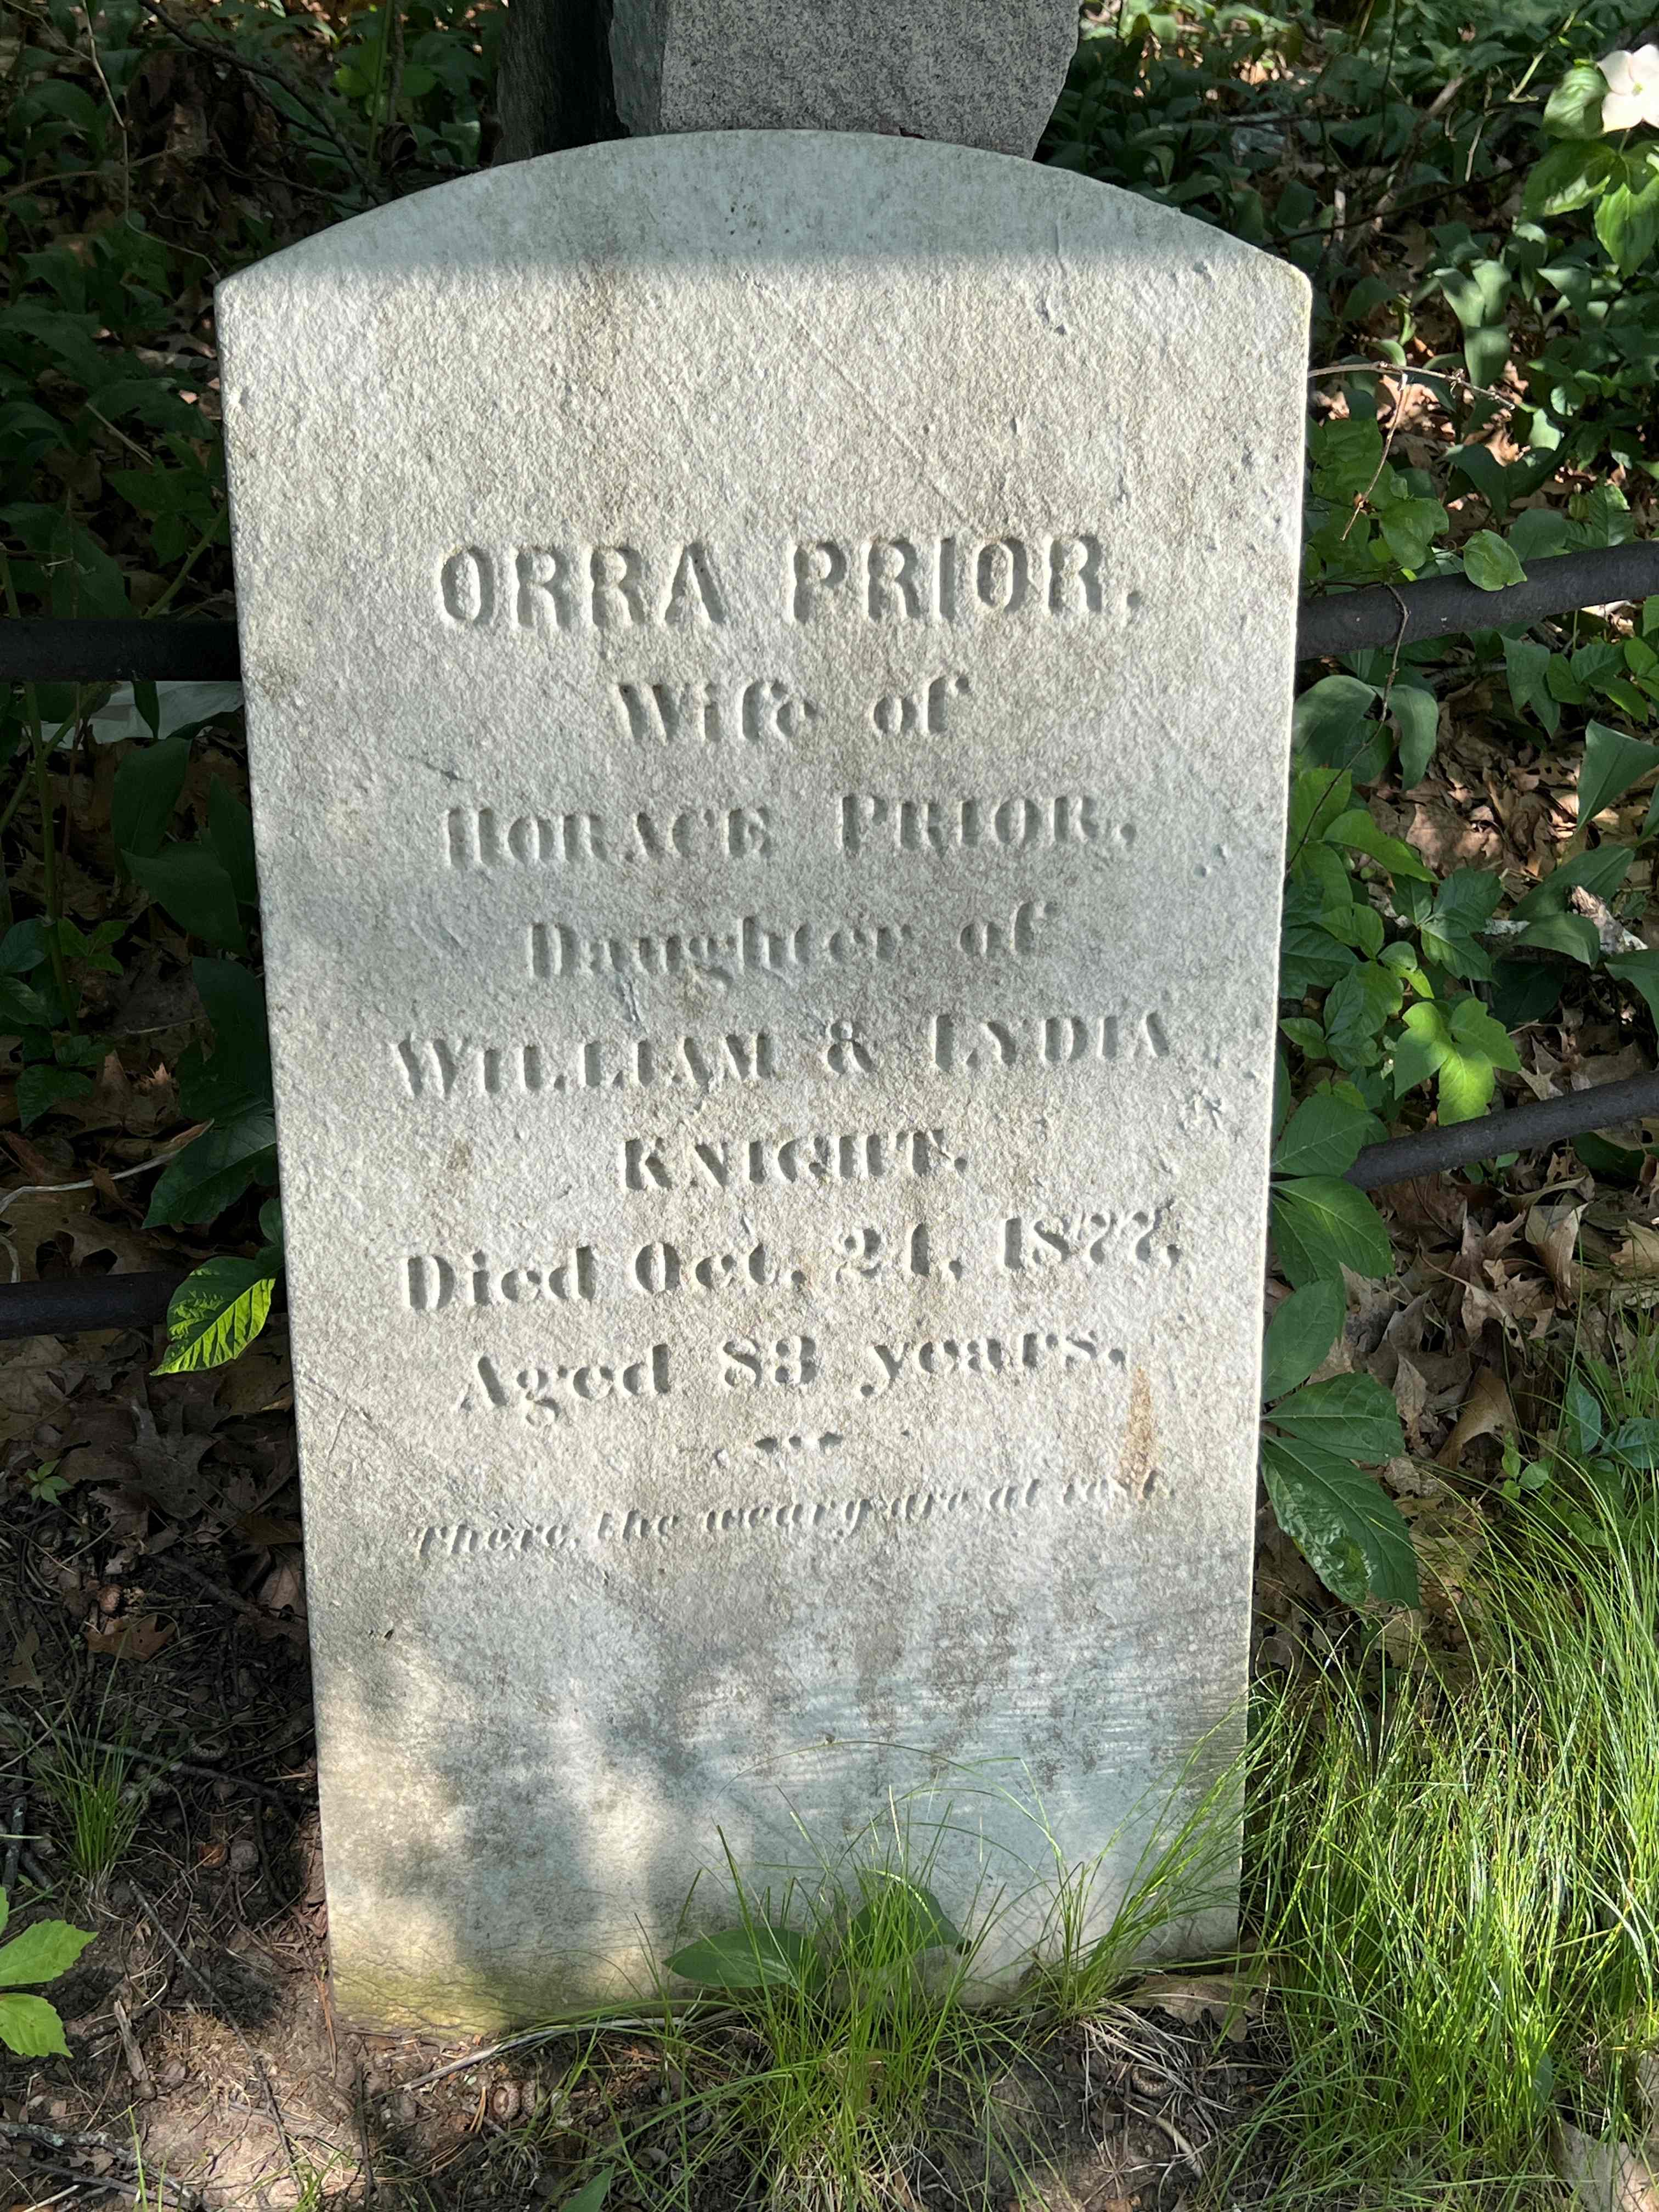 ORRA PRIOR.
Wife of
HORACE PRIOR.
Daughter of
WILLIAM & LYDIA
KNIGHT.
Died Oct. 21, 1877,
Aged 83 years.
There, the weary are at rest.